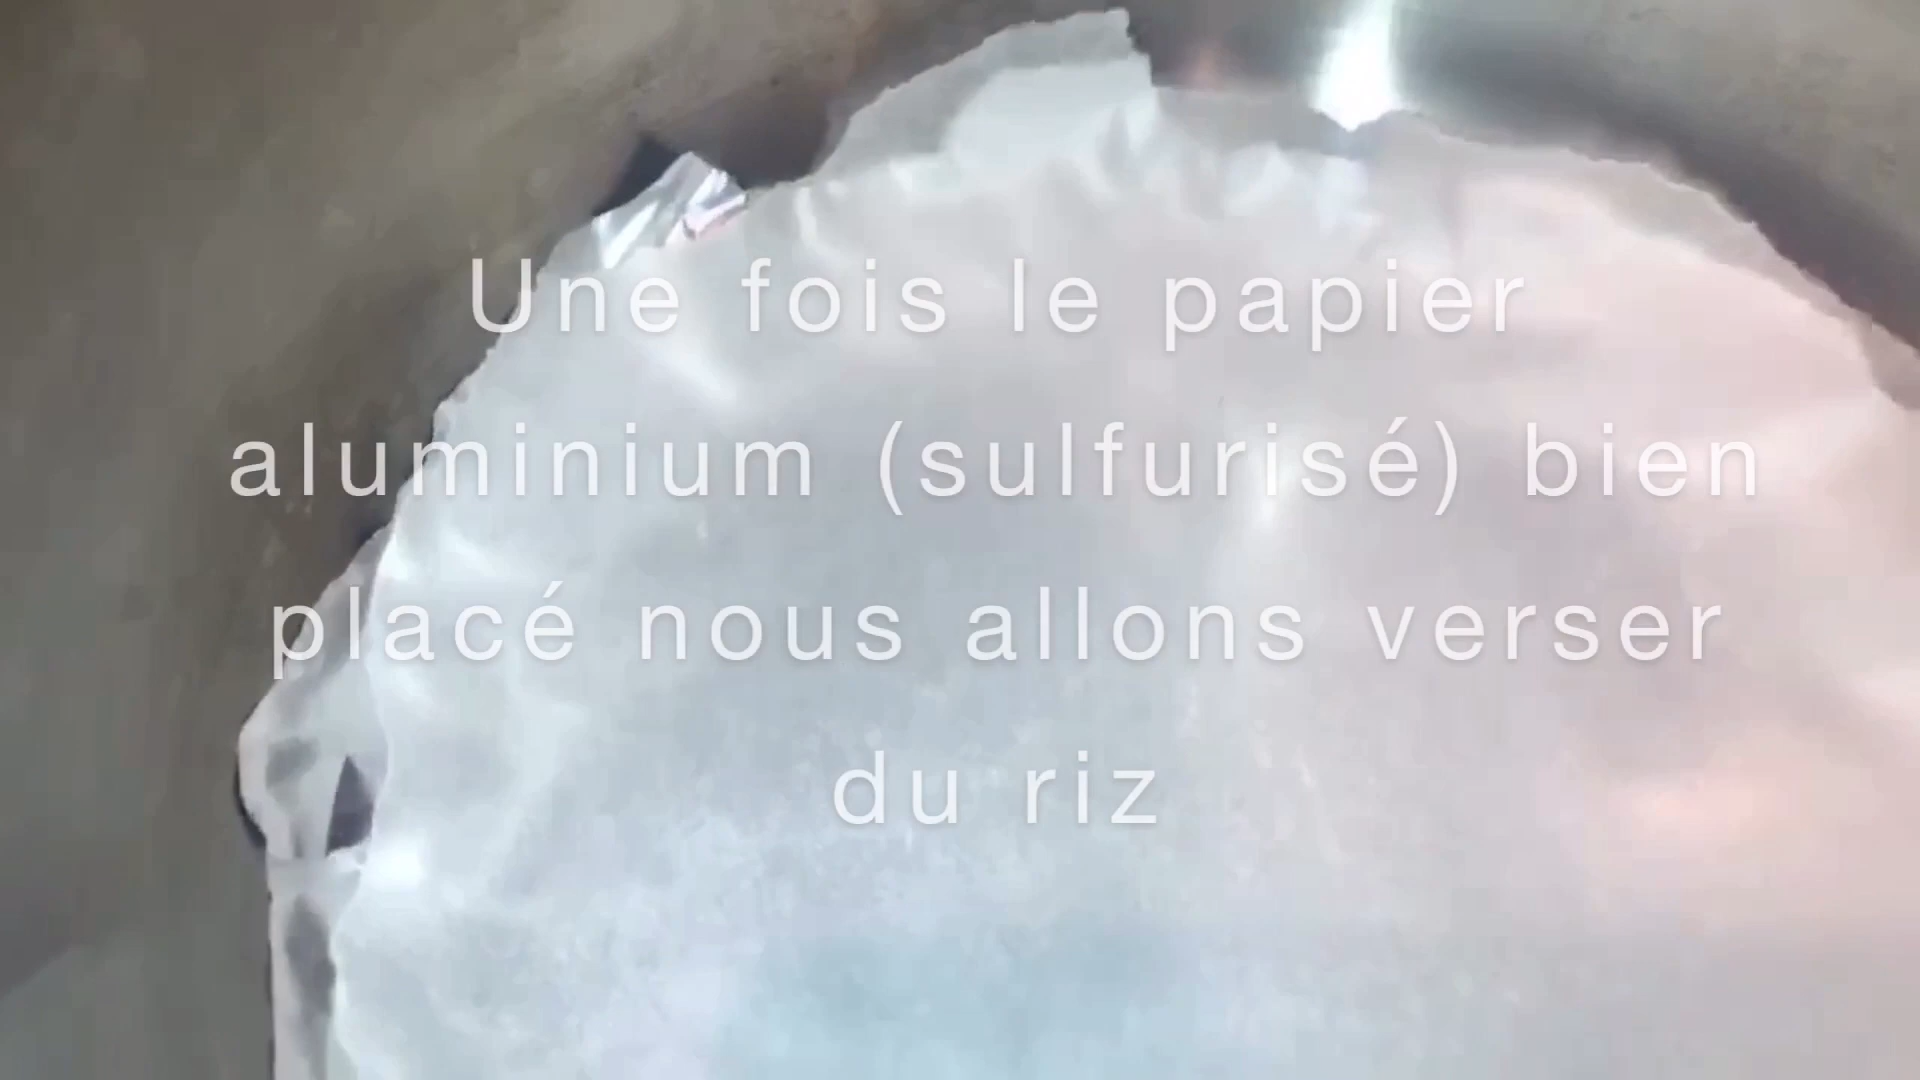 Une fois le papier
aluminium (sulfurisé) bien
placé nous allons verser
du riz